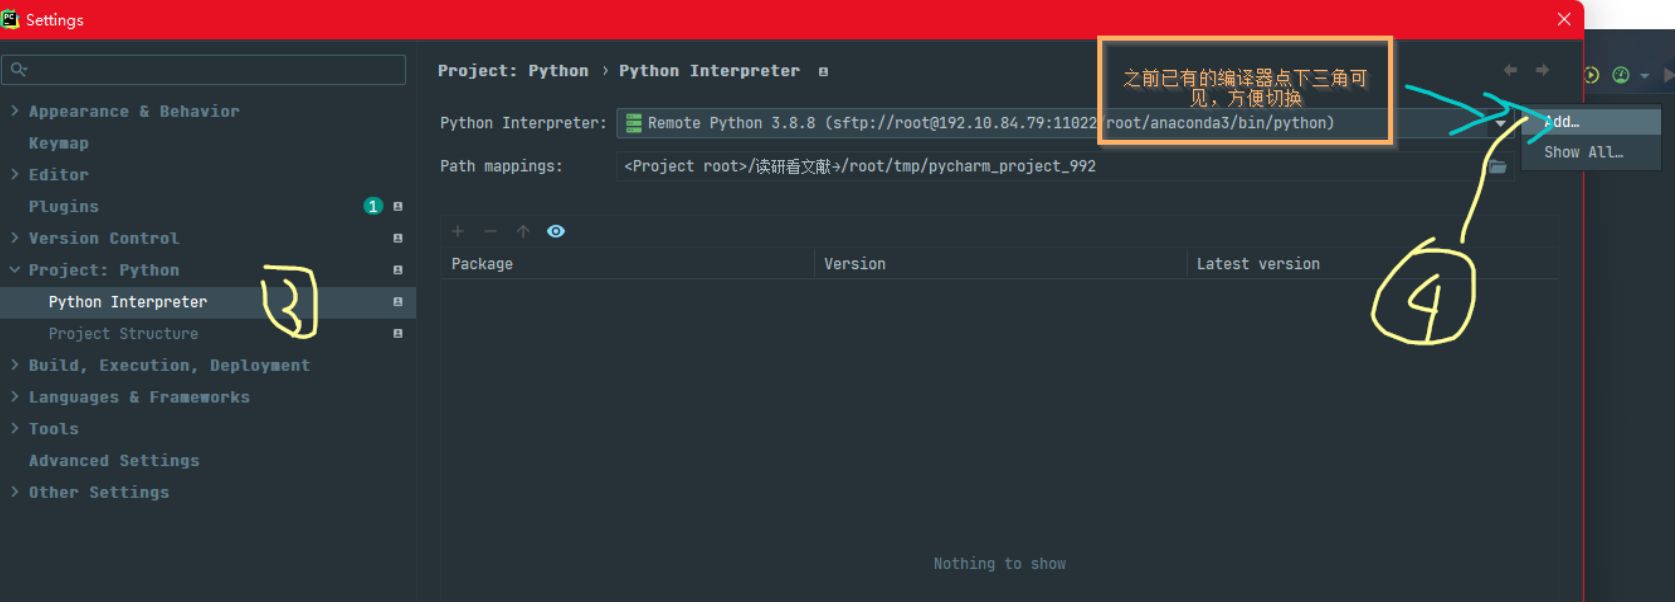 Settings
Project: Python › Python Interpreter
之前已有的编译器点下三角可
见，方便切换
Appearance & Behavior
Keymap
Editor
Plugins 1
Version Control
Project: Python
Python Interpreter
Project Structure
Build, Execution, Deployment
Languages & Frameworks
Tools
Advanced Settings
Other Settings
3
Python Interpreter: Remote Python 3.8.8 (sftp://root@192.10.84.79:11022/root/anaconda3/bin/python)
Add…
Show All…
Path mappings: <Project root>/读研看文献→/root/tmp/pycharm_project_992
Package Version Latest version
4
Nothing to show